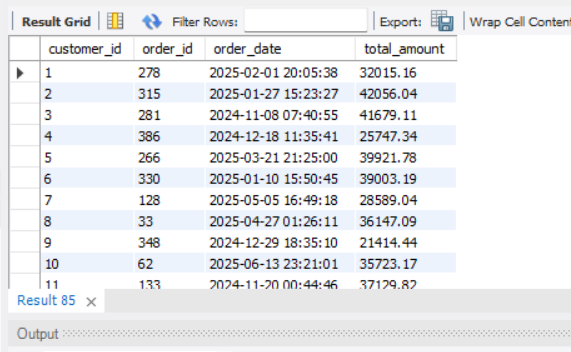 Result Grid Filter Rows: Export: Wrap Cell Content
customer_id order_id order_date total_amount
1 278 2025-02-01 20:05:38 32015.16
2 315 2025-01-27 15:23:27 42056.04
3 281 2024-11-08 07:40:55 41679.11
4 386 2024-12-18 11:35:41 25747.34
5 266 2025-03-21 21:25:00 39921.78
6 330 2025-01-10 15:50:45 39003.19
7 128 2025-05-05 16:49:18 28589.04
8 33 2025-04-27 01:26:11 36147.09
9 348 2024-12-29 18:35:10 21414.44
10 62 2025-06-13 23:21:01 35723.17
11 133 2024-11-20 00:44:46 37129.82
Result 85
Output